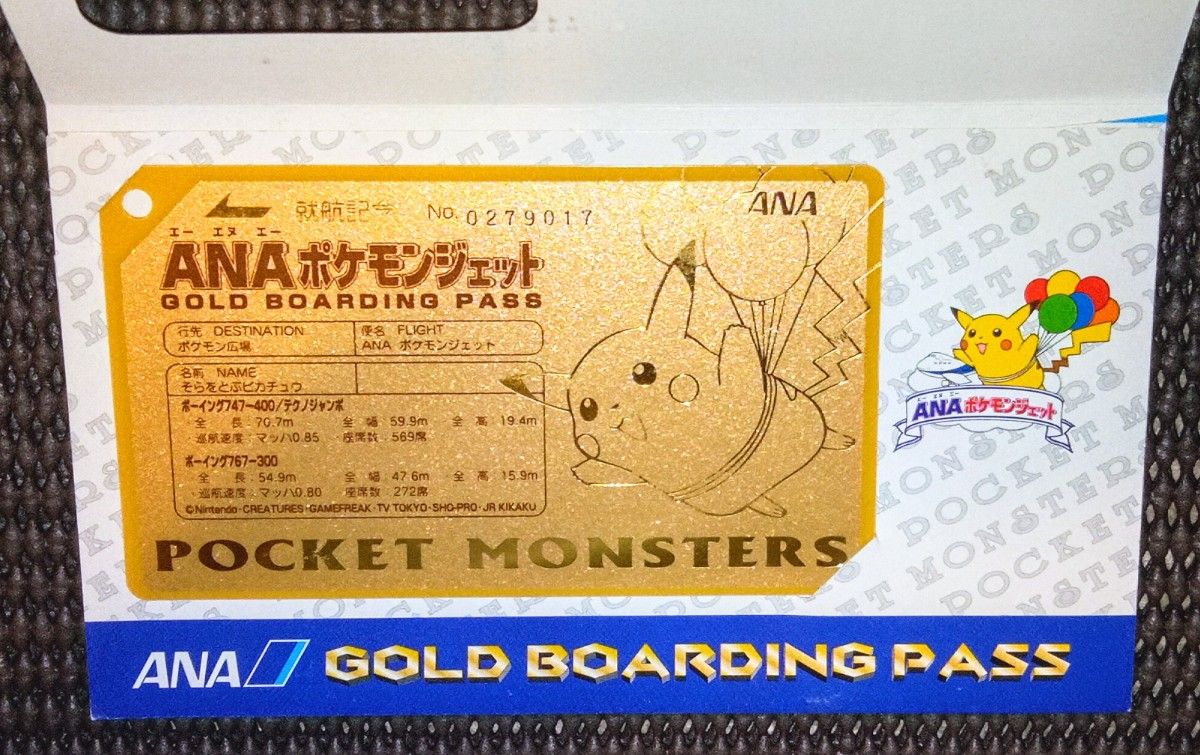 就航記念 No. 0279017
ANA
エー エヌ エー
ANAポケモンジェット
GOLD BOARDING PASS
行先 DESTINATION
ポケモン広場
便名 FLIGHT
ANA ポケモンジェット
名前 NAME
そらをとぶピカチュウ
ボーイング747-400/テクノジャンボ
・全 長：70.7m 全 幅 59.9m 全 高：19.4m
・巡航速度：マッハ0.85 座席数：569席
ボーイング767-300
・全 長：54.9m 全 幅 47.6m 全 高：15.9m
・巡航速度：マッハ0.80 座席数 272席
©Nintendo・CREATURES・GAMEFREAK・TV TOKYO・SHO-PRO・JR KIKAKU
POCKET MONSTERS
エー エヌ エー
ANAポケモンジェット
ANA GOLD BOARDING PASS
POCKET MONSTERS